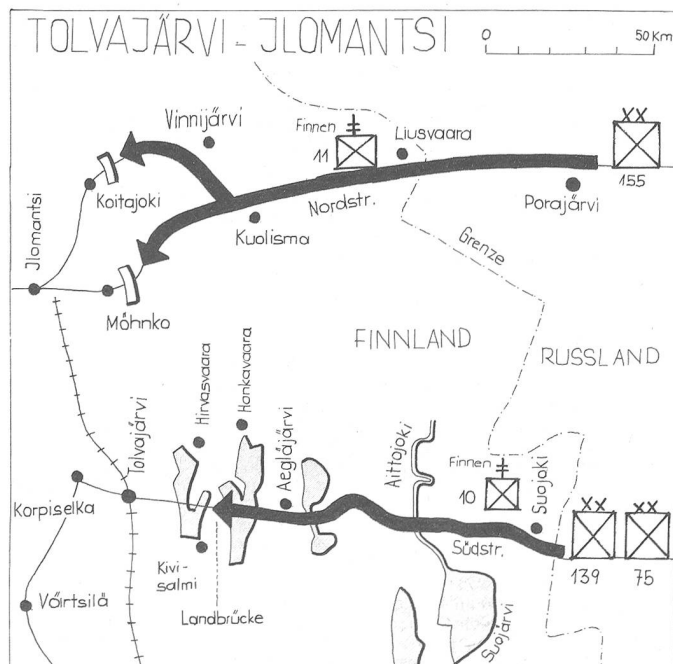 TOLVAJÄRVI - JLOMANTSI
0 50 Km
Vinnijärvi
Finnen
11
Liusvaara
XX
155
Koitajoki
Nordstr.
Porajärvi
Jlomantsi
Kuolisma
Grenze
Möhnko
FINNLAND
RUSSLAND
Hirvasvaara
Honkavaara
Tolvajärvi
Aegläjärvi
Aittojoki
Finnen
10
Suojoki
XX
XX
Korpiselka
Südstr.
Kivi-
salmi
139
75
Landbrücke
Värtsilä
Suojärvi